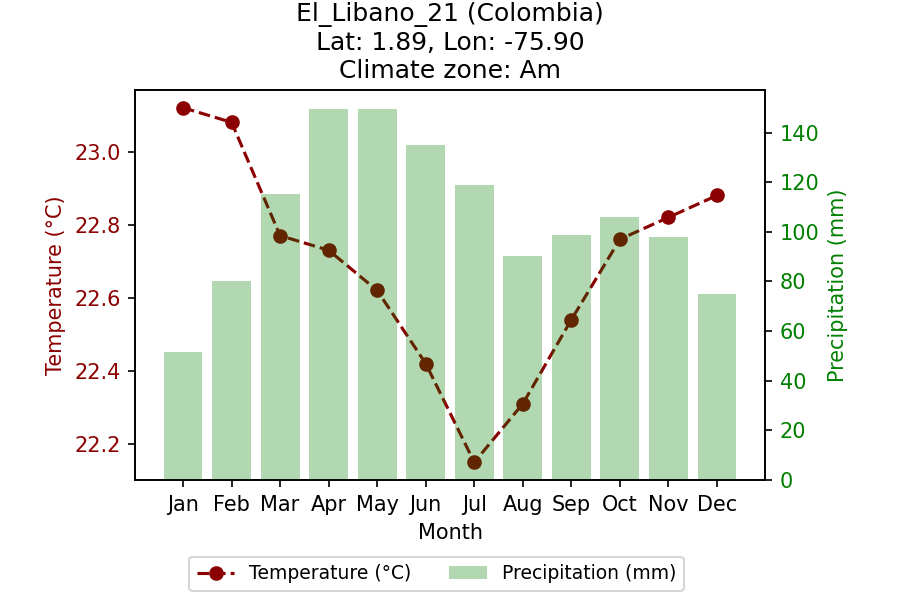 El_Libano_21 (Colombia)
Lat: 1.89, Lon: -75.90
Climate zone: Am
Temperature (°C)
23.0
22.8
22.6
22.4
22.2
140
120
100
80
60
40
20
0
Precipitation (mm)
Jan Feb Mar Apr May Jun Jul Aug Sep Oct Nov Dec
Month
Temperature (°C) Precipitation (mm)